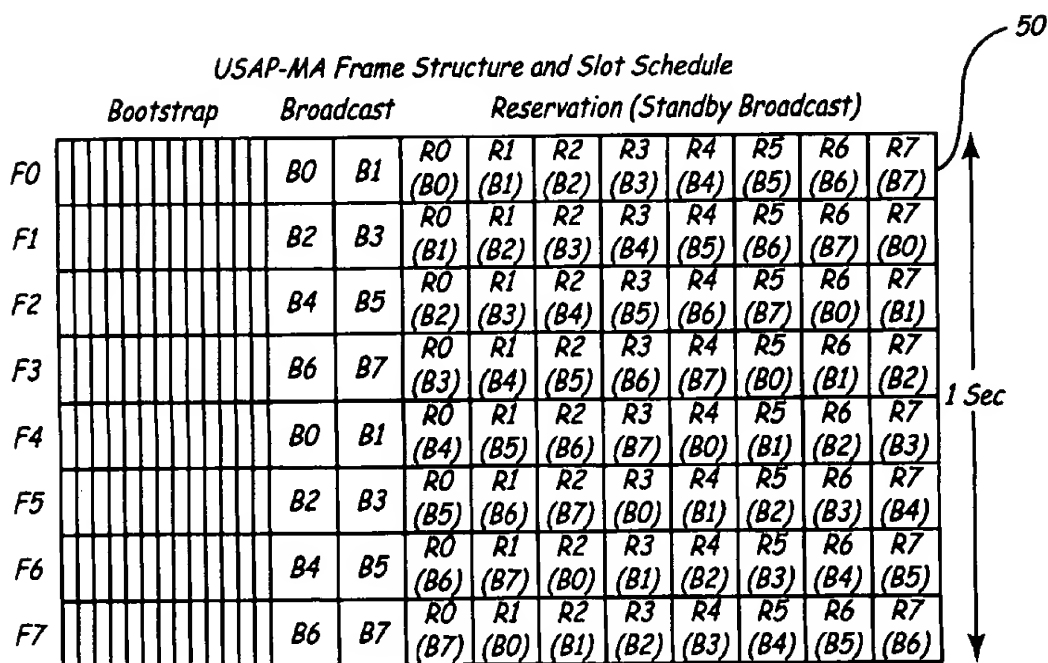 50
USAP-MA Frame Structure and Slot Schedule
Bootstrap Broadcast Reservation (Standby Broadcast)
R0 R1 R2 R3 R4 R5 R6 R7
F0 B0 B1
(B0) (B1) (B2) (B3) (B4) (B5) (B6) (B7)
R0 R1 R2 R3 R4 R5 R6 R7
F1 B2 B3
(B1) (B2) (B3) (B4) (B5) (B6) (B7) (B0)
R0 R1 R2 R3 R4 R5 R6 R7
F2 B4 B5
(B2) (B3) (B4) (B5) (B6) (B7) (B0) (B1)
R0 R1 R2 R3 R4 R5 R6 R7
F3 B6 B7
(B3) (B4) (B5) (B6) (B7) (B0) (B1) (B2)
1 Sec
R0 R1 R2 R3 R4 R5 R6 R7
F4 B0 B1
(B4) (B5) (B6) (B7) (B0) (B1) (B2) (B3)
R0 R1 R2 R3 R4 R5 R6 R7
F5 B2 B3
(B5) (B6) (B7) (B0) (B1) (B2) (B3) (B4)
R0 R1 R2 R3 R4 R5 R6 R7
F6 B4 B5
(B6) (B7) (B0) (B1) (B2) (B3) (B4) (B5)
R0 R1 R2 R3 R4 R5 R6 R7
F7 B6 B7
(B7) (B0) (B1) (B2) (B3) (B4) (B5) (B6)